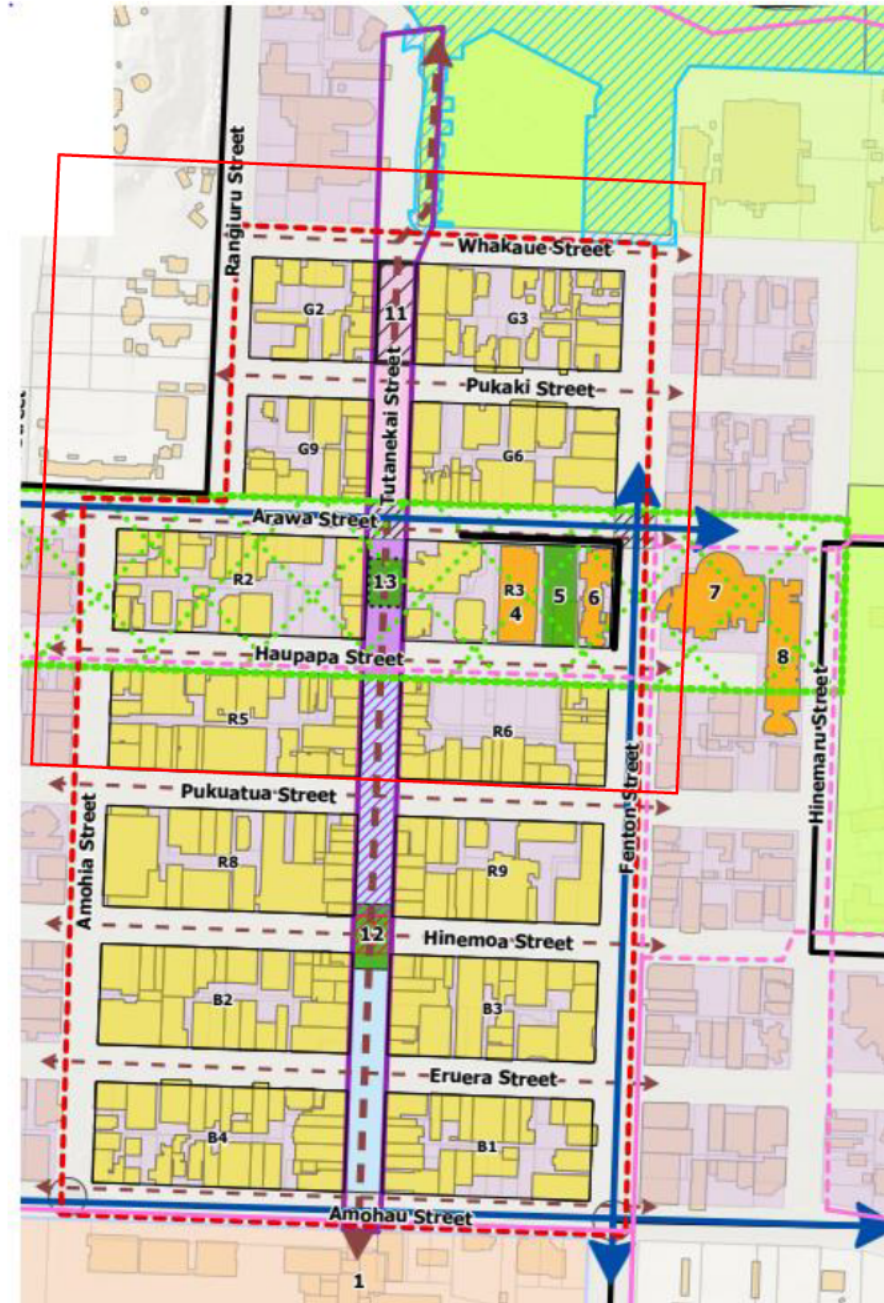 Rangiuru Street
Whakaue Street
G2
11
G3
Pukaki Street
Tutanekai Street
G9
G6
Arawa Street
R2
13
R3
4
5
6
7
8
Haupapa Street
R5
R6
Hinemaru Street
Pukuatua Street
Fenton Street
Amohia Street
R8
R9
12
Hinemoa Street
B2
B3
Eruera Street
B4
B1
Amohau Street
1